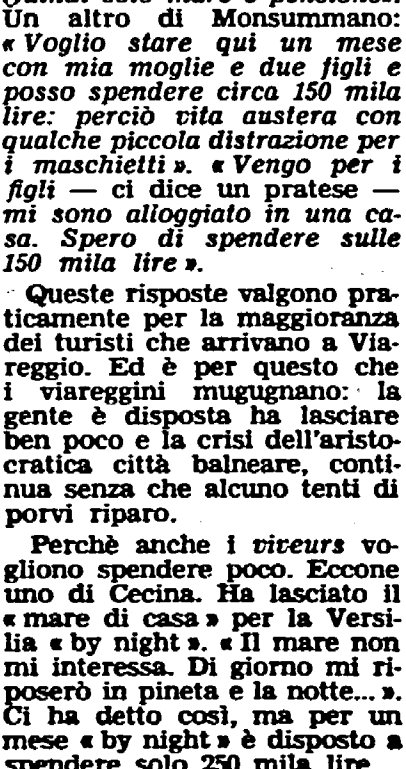 Un altro di Monsummano:
« Voglio stare qui un mese
con mia moglie e due figli e
posso spendere circa 150 mila
lire: perciò vita austera con
qualche piccola distrazione per
i maschietti ». « Vengo per i
figli — ci dice un pratese —
mi sono alloggiato in una ca-
sa. Spero di spendere sulle
150 mila lire ».
Queste risposte valgono pra-
ticamente per la maggioranza
dei turisti che arrivano a Via-
reggio. Ed è per questo che
i viareggini mugugnano: la
gente è disposta ha lasciare
ben poco e la crisi dell'aristo-
cratica città balneare, conti-
nua senza che alcuno tenti di
porvi riparo.
Perchè anche i viveurs vo-
gliono spendere poco. Eccone
uno di Cecina. Ha lasciato il
« mare di casa » per la Versi-
lia « by night ». « Il mare non
mi interessa. Di giorno mi ri-
poserò in pineta e la notte... ».
Ci ha detto così, ma per un
mese « by night » è disposto a
spendere solo 250 mila lire